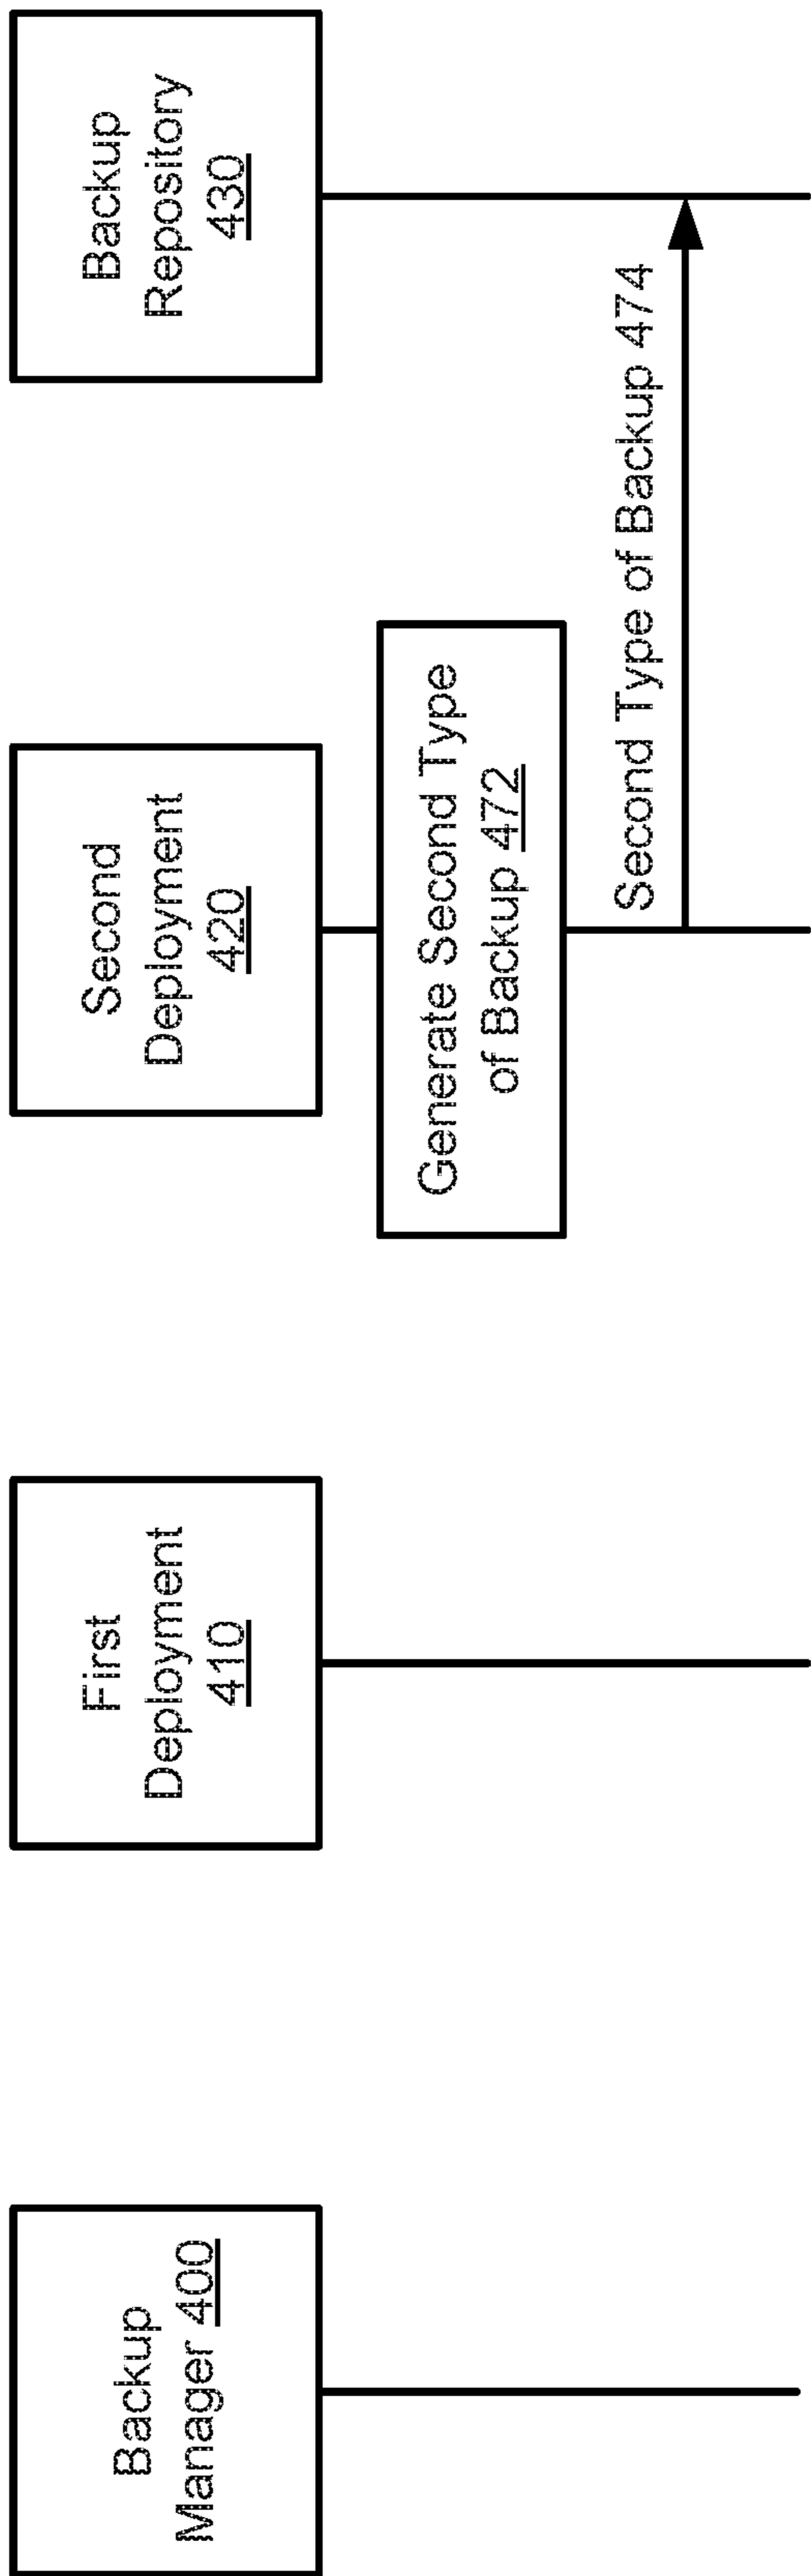 Backup
Manager 400
First
Deployment
410
Second
Deployment
420
Backup
Repository
430
Generate Second Type
of Backup 472
Second Type of Backup 474